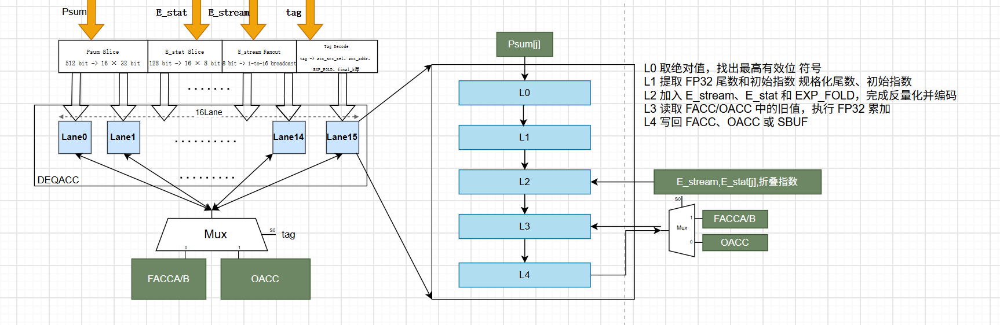 Psum
E_stat
E_stream
tag
Psum Slice
512 bit -> 16 × 32 bit
E_stat Slice
128 bit -> 16 × 8 bit
E_stream Fanout
8 bit -> 1-to-16 broadcast
Tag Decode
tag -> acc_src_sel、acc_addr、
EXP_FOLD、final_k等
16Lane
Lane0
Lane1
Lane14
Lane15
DEQACC
Mux
S0
tag
0
1
FACCA/B
OACC
Psum[j]
L0
L1
L2
L3
L4
L0 取绝对值，找出最高有效位 符号
L1 提取 FP32 尾数和初始指数 规格化尾数、初始指数
L2 加入 E_stream、E_stat 和 EXP_FOLD，完成反量化并编码
L3 读取 FACC/OACC 中的旧值，执行 FP32 累加
L4 写回 FACC、OACC 或 SBUF
E_stream,E_stat[j],折叠指数
S0
Mux
1
0
FACCA/B
OACC